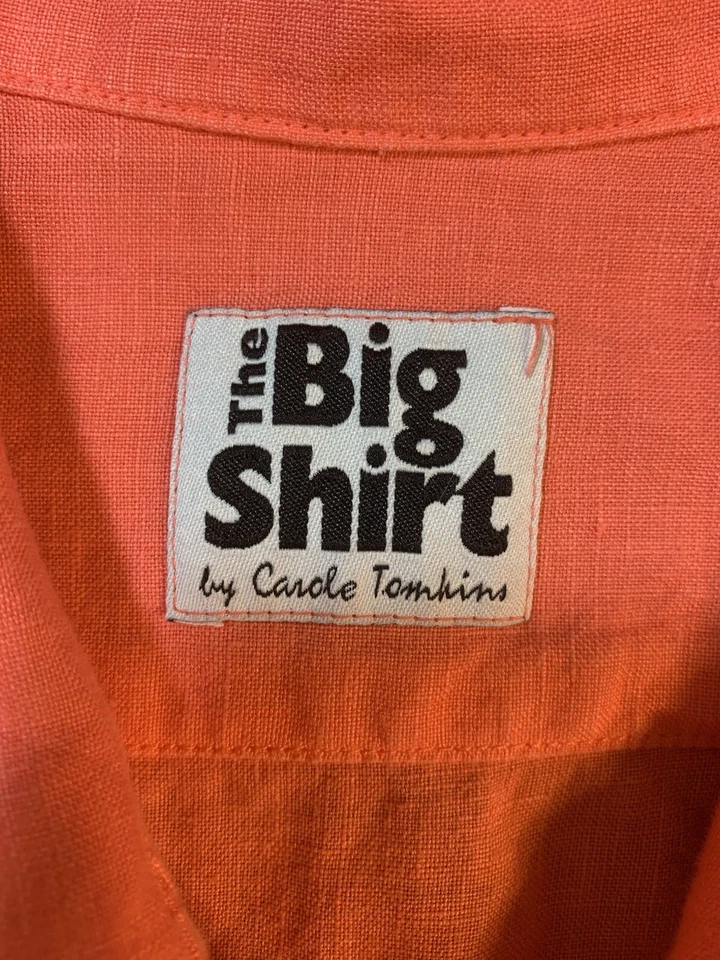 The Big
Shirt
by Carole Tomkins